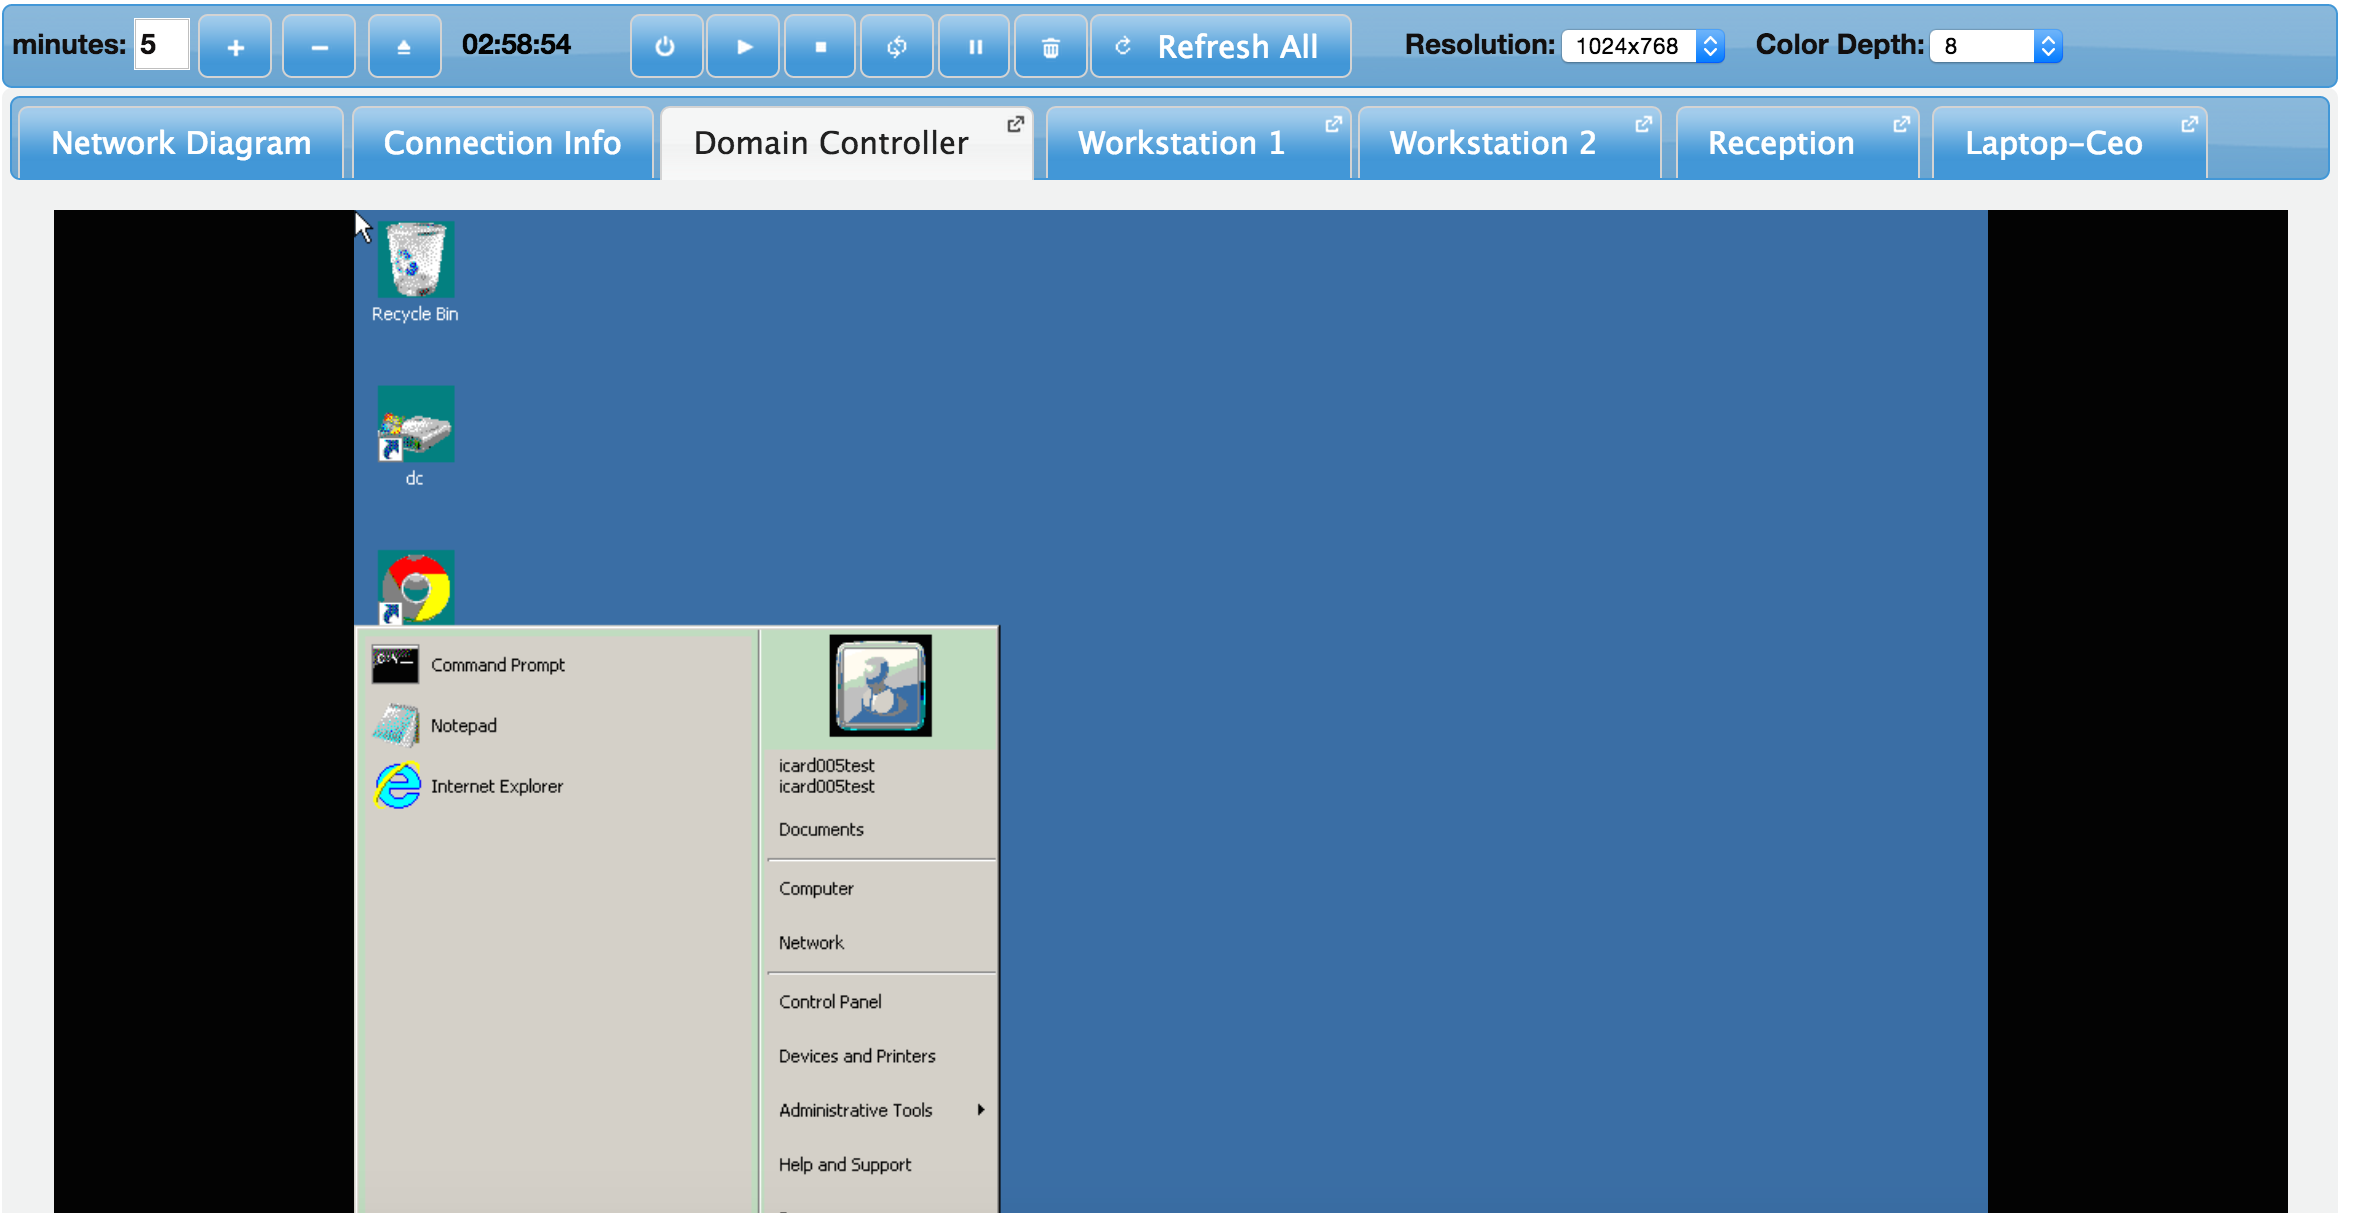 minutes: 5 02:58:54 Refresh All Resolution: 1024x768 Color Depth: 8
Network Diagram Connection Info Domain Controller Workstation 1 Workstation 2 Reception Laptop-Ceo
Recycle Bin
dc
Command Prompt
Notepad
Internet Explorer
icard005test
icard005test
Documents
Computer
Network
Control Panel
Devices and Printers
Administrative Tools
Help and Support